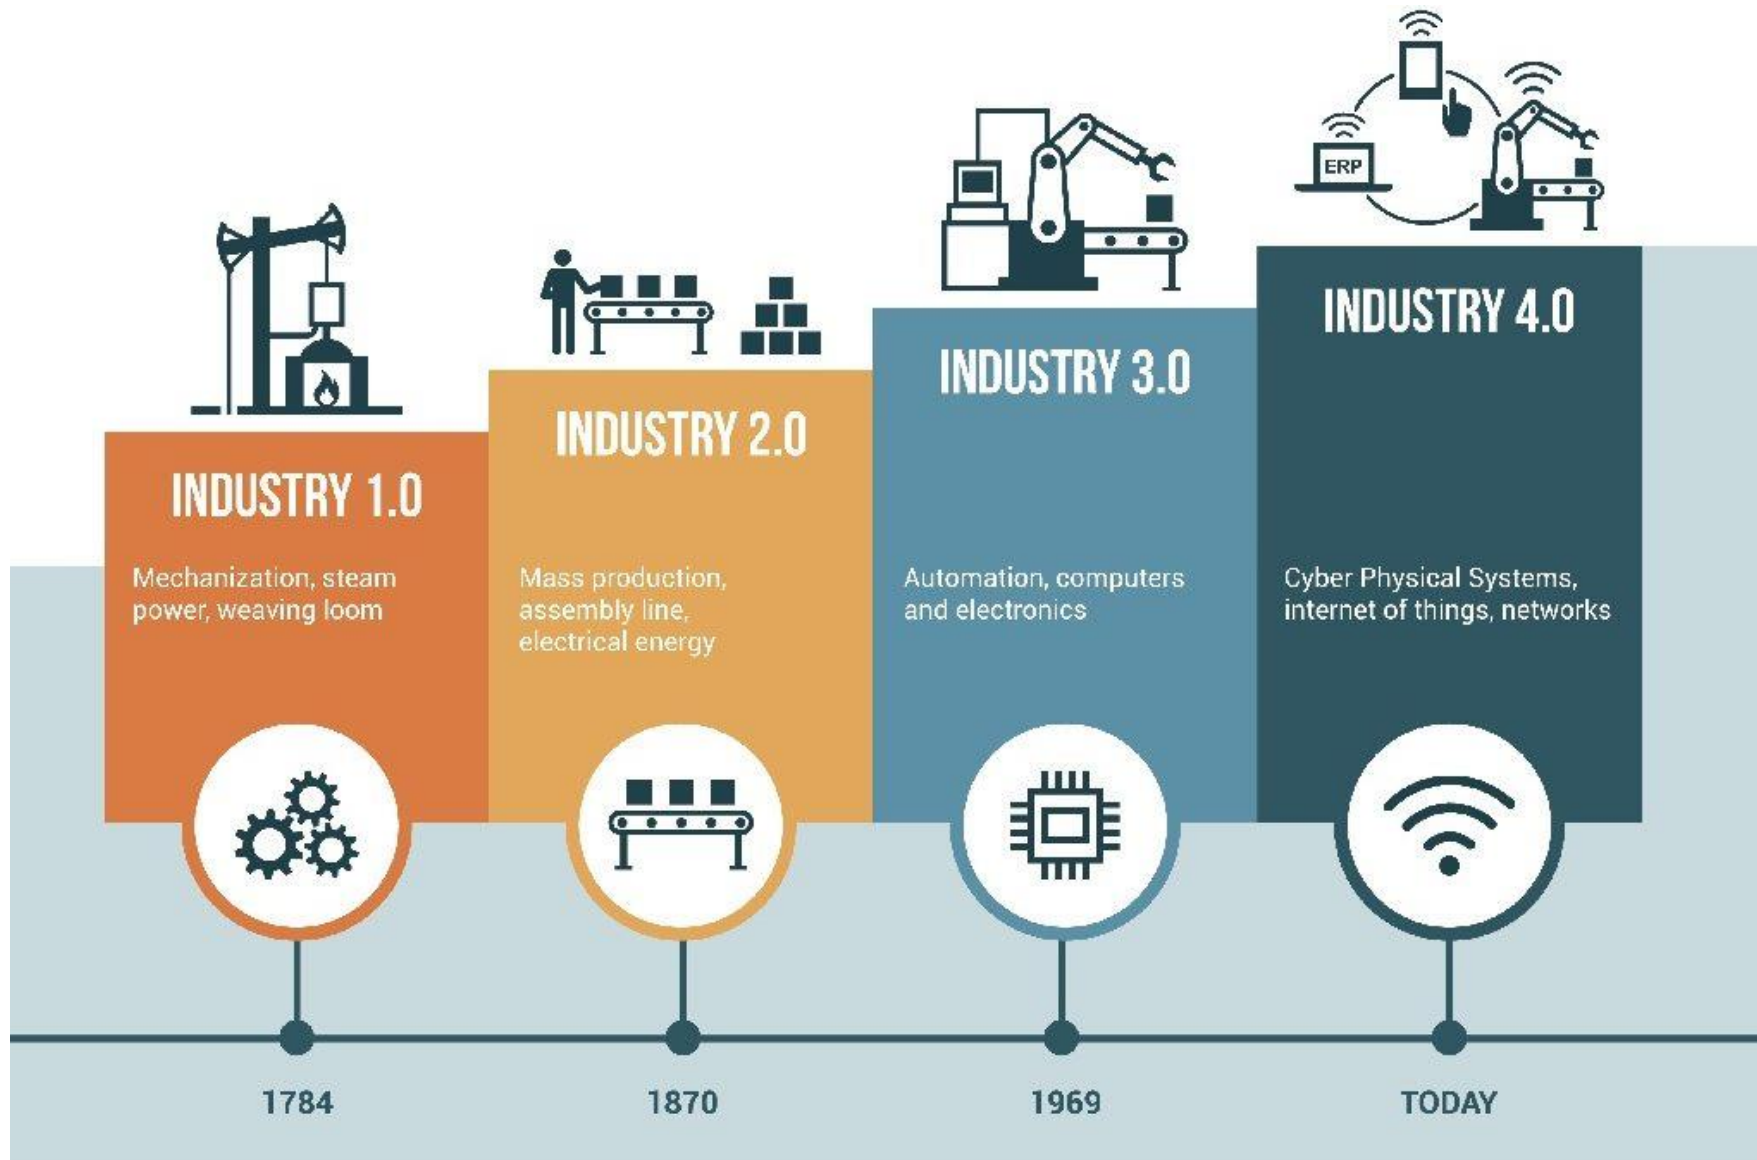 ERP
INDUSTRY 4.0
INDUSTRY 3.0
INDUSTRY 2.0
INDUSTRY 1.0
Mechanization, steam
power, weaving loom
Mass production,
assembly line,
electrical energy
Automation, computers
and electronics
Cyber Physical Systems,
internet of things, networks
1784
1870
1969
TODAY